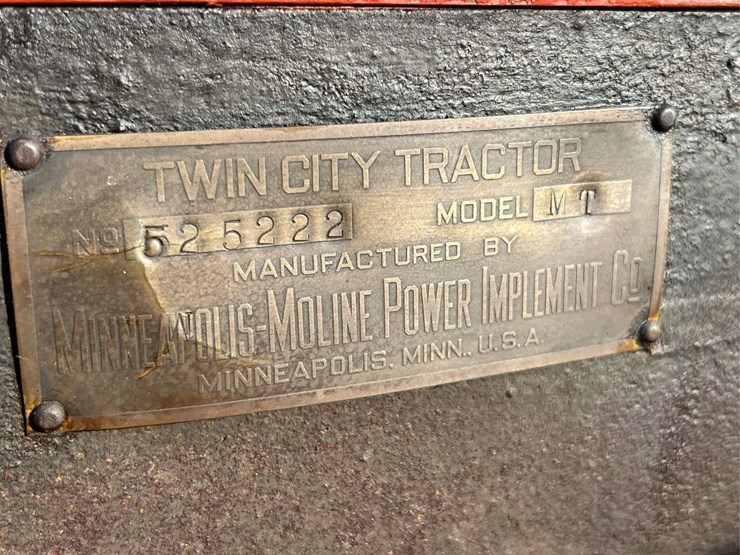 TWIN CITY TRACTOR
No 525222 MODEL MT
MANUFACTURED BY
MINNEAPOLIS-MOLINE POWER IMPLEMENT Co.
MINNEAPOLIS. MINN., U.S.A.